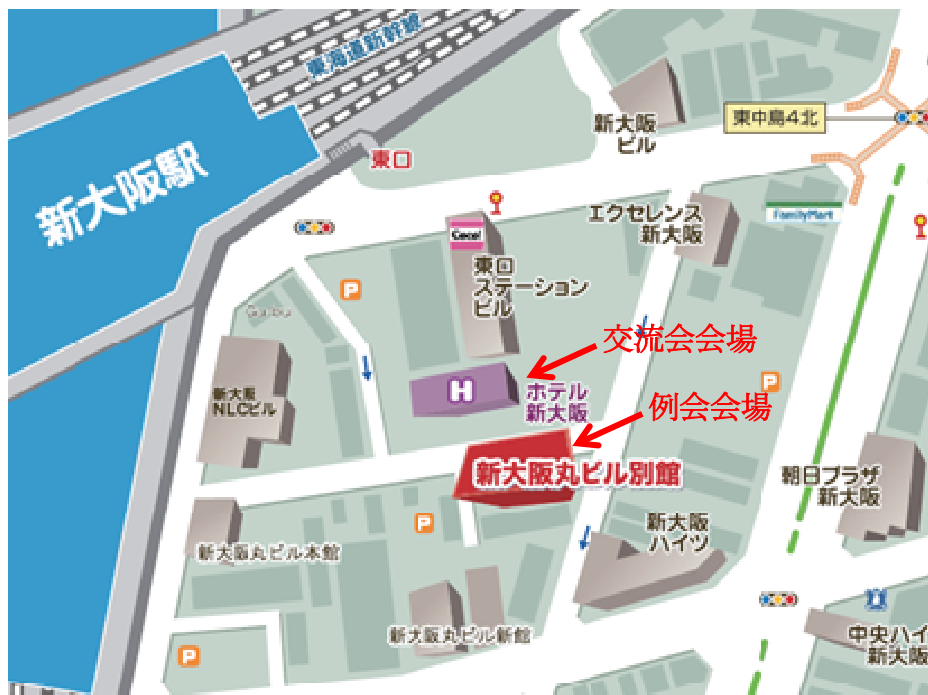 東海道新幹線
新大阪駅
東口
新大阪
ビル
東中島4北
エクセレンス
新大阪
FamilyMart
Coco!
東口
ステーション
ビル
P
交流会会場
H
ホテル
新大阪
P
例会会場
新大阪
NLCビル
新大阪丸ビル別館
朝日プラザ
新大阪
P
新大阪
ハイツ
新大阪丸ビル本館
新大阪丸ビル新館
P
中央ハイ
新大阪